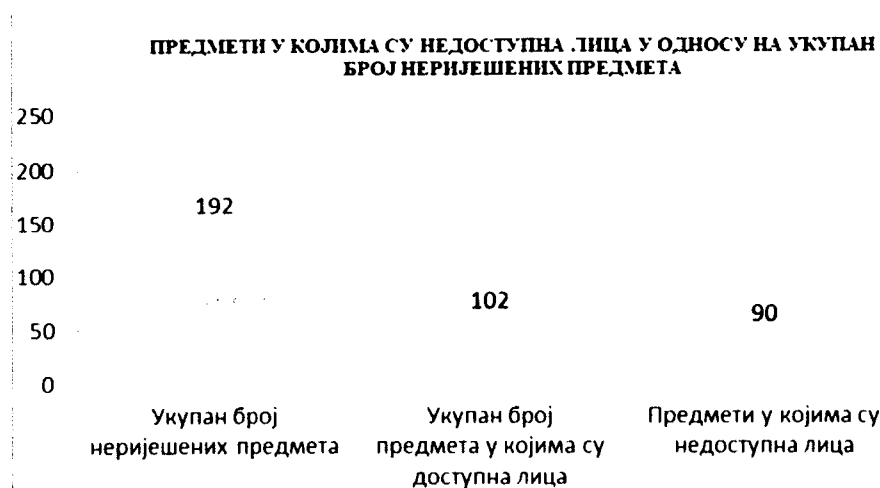 ПРЕДМЕТИ У КОЈИМА СУ НЕДОСТУПНА ЛИЦА У ОДНОСУ НА УКУПАН
БРОЈ НЕРИЈЕШЕНИХ ПРЕДМЕТА
250
200
192
150
100
102
90
50
0
Укупан број
неријешених предмета
Укупан број
предмета у којима су
доступна лица
Предмети у којима су
недоступна лица